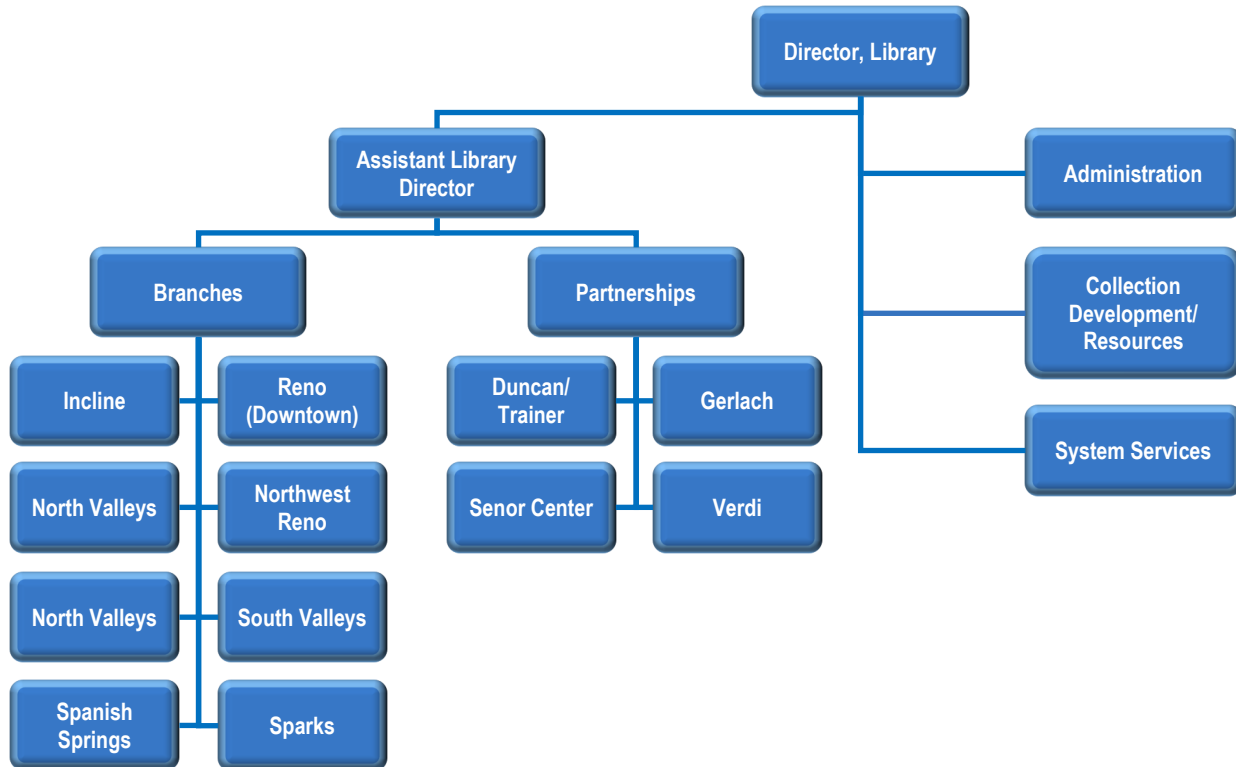 Director, Library
Assistant Library
Director
Administration
Branches
Partnerships
Collection
Development/
Resources
Incline
Reno
(Downtown)
Duncan/
Trainer
Gerlach
System Services
North Valleys
Northwest
Reno
Senor Center
Verdi
North Valleys
South Valleys
Spanish
Springs
Sparks